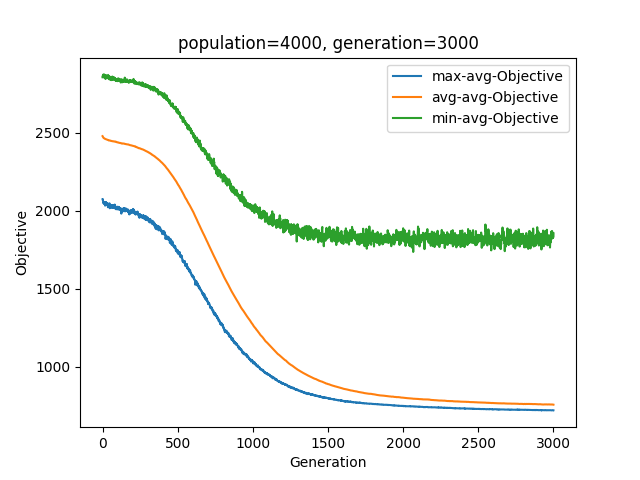 population=4000, generation=3000
max-avg-Objective
avg-avg-Objective
min-avg-Objective
2500
2000
1500
1000
Objective
0 500 1000 1500 2000 2500 3000
Generation